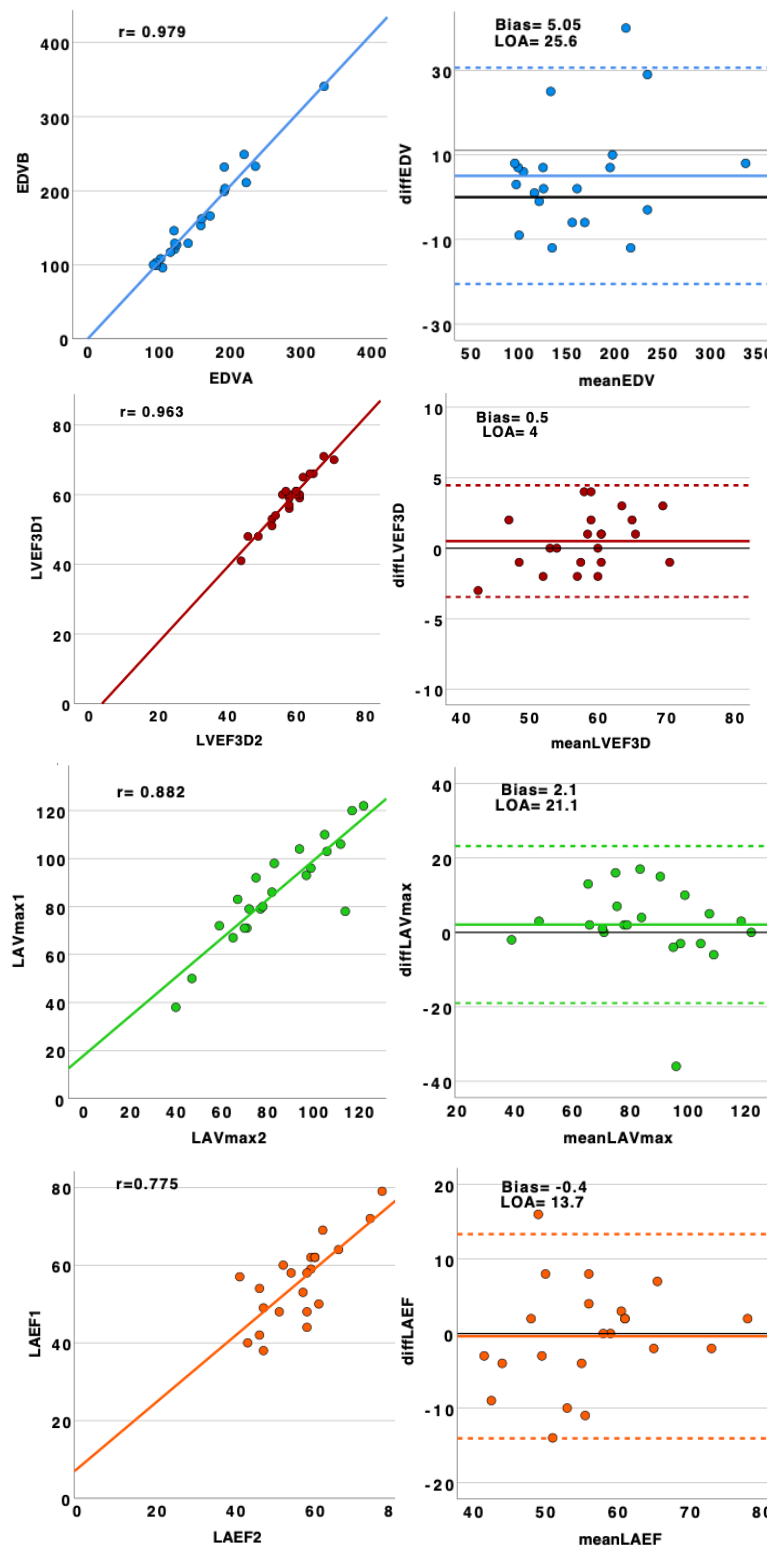 r= 0.979
400
300
200
100
0
EDVB
0 100 200 300 400
EDVA
Bias= 5.05
LOA= 25.6
30
10
-10
-30
diffEDV
50 100 150 200 250 300 350
meanEDV
r= 0.963
80
60
40
20
0
LVEF3D1
0 20 40 60 80
LVEF3D2
Bias= 0.5
LOA= 4
10
5
0
-5
-10
diffLVEF3D
40 50 60 70 80
meanLVEF3D
r= 0.882
120
100
80
60
40
20
0
LAVmax1
0 20 40 60 80 100 120
LAVmax2
Bias= 2.1
LOA= 21.1
40
20
0
-20
-40
diffLAVmax
20 40 60 80 100 120
meanLAVmax
r=0.775
80
60
40
20
0
LAEF1
0 20 40 60 8
LAEF2
Bias= -0.4
LOA= 13.7
20
10
0
-10
-20
diffLAEF
40 50 60 70 80
meanLAEF